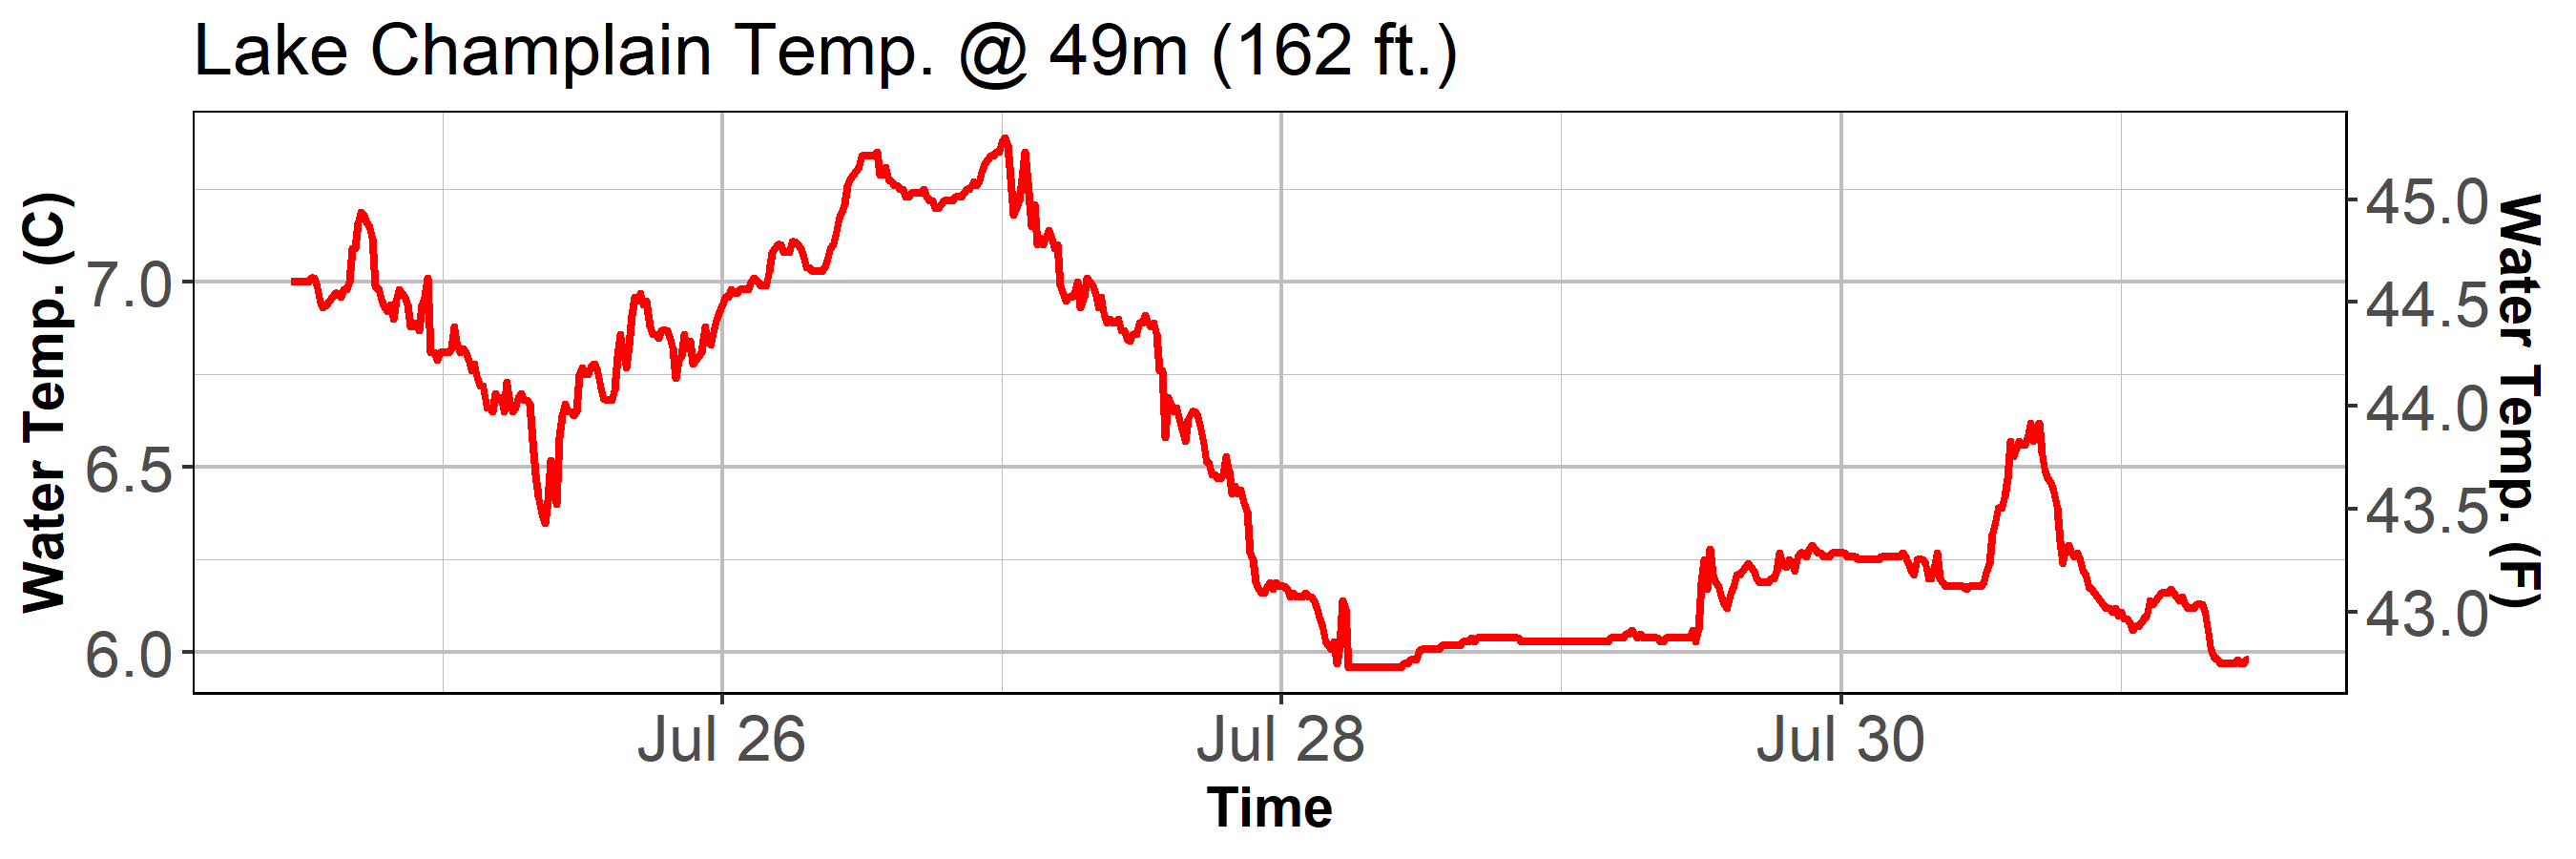 Lake Champlain Temp. @ 49m (162 ft.)
Water Temp. (C)
7.0
6.5
6.0
45.0
44.5
44.0
43.5
43.0
Water Temp. (F)
Jul 26 Jul 28 Jul 30
Time